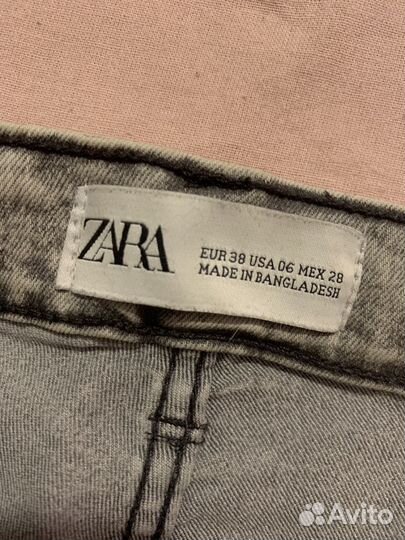 ZARA
EUR 38 USA 06 MEX 28
MADE IN BANGLADESH
Avito